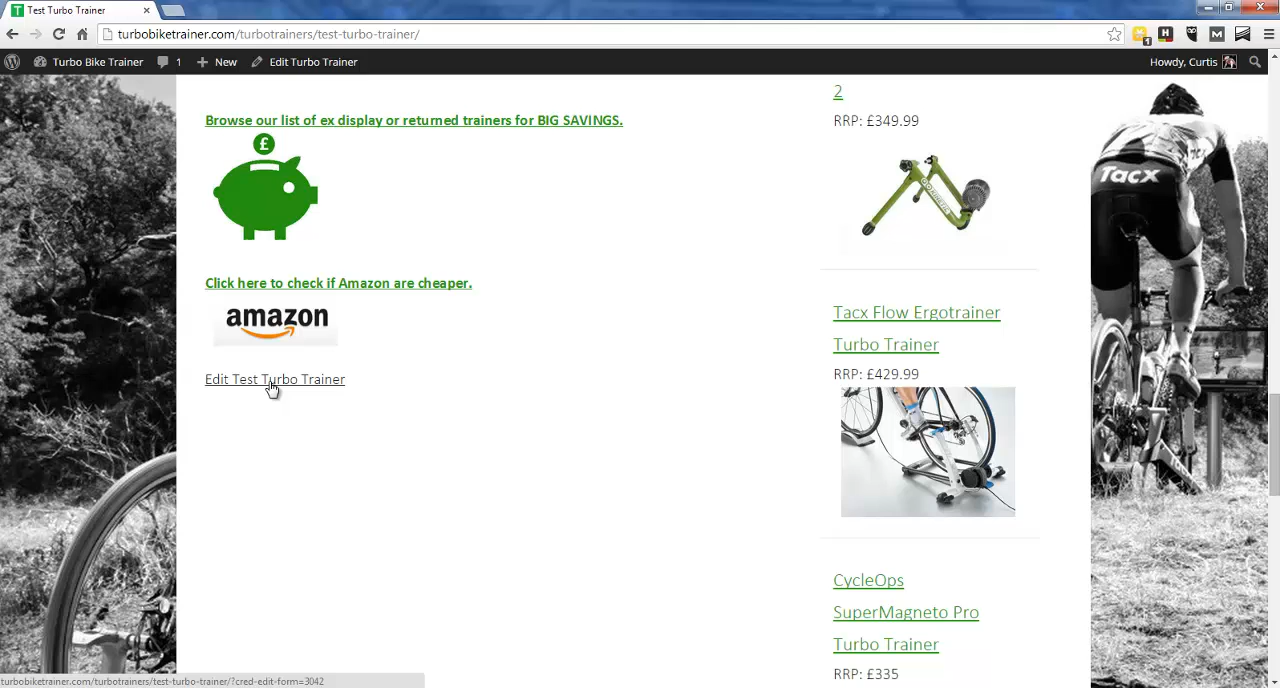 Test Turbo Trainer
turbobiketrainer.com/turbotrainers/test-turbo-trainer/
Turbo Bike Trainer 1 New Edit Turbo Trainer Howdy, Curtis
Browse our list of ex display or returned trainers for BIG SAVINGS.
£
Click here to check if Amazon are cheaper.
amazon
Edit Test Turbo Trainer
2
RRP: £349.99
Tacx Flow Ergotrainer
Turbo Trainer
RRP: £429.99
CycleOps
SuperMagneto Pro
Turbo Trainer
RRP: £335
Tacx
turbobiketrainer.com/turbotrainers/test-turbo-trainer/?cred-edit-form=3042